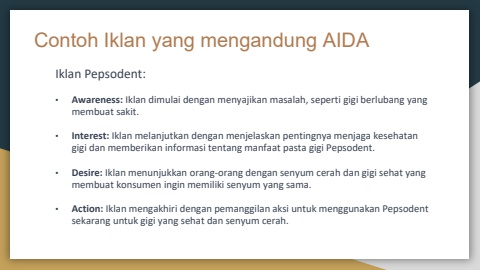 Contoh Iklan yang mengandung AIDA
Iklan Pepsodent:
• Awareness: Iklan dimulai dengan menyajikan masalah, seperti gigi berlubang yang
membuat sakit.
• Interest: Iklan melanjutkan dengan menjelaskan pentingnya menjaga kesehatan
gigi dan memberikan informasi tentang manfaat pasta gigi Pepsodent.
• Desire: Iklan menunjukkan orang-orang dengan senyum cerah dan gigi sehat yang
membuat konsumen ingin memiliki senyum yang sama.
• Action: Iklan mengakhiri dengan pemanggilan aksi untuk menggunakan Pepsodent
sekarang untuk gigi yang sehat dan senyum cerah.